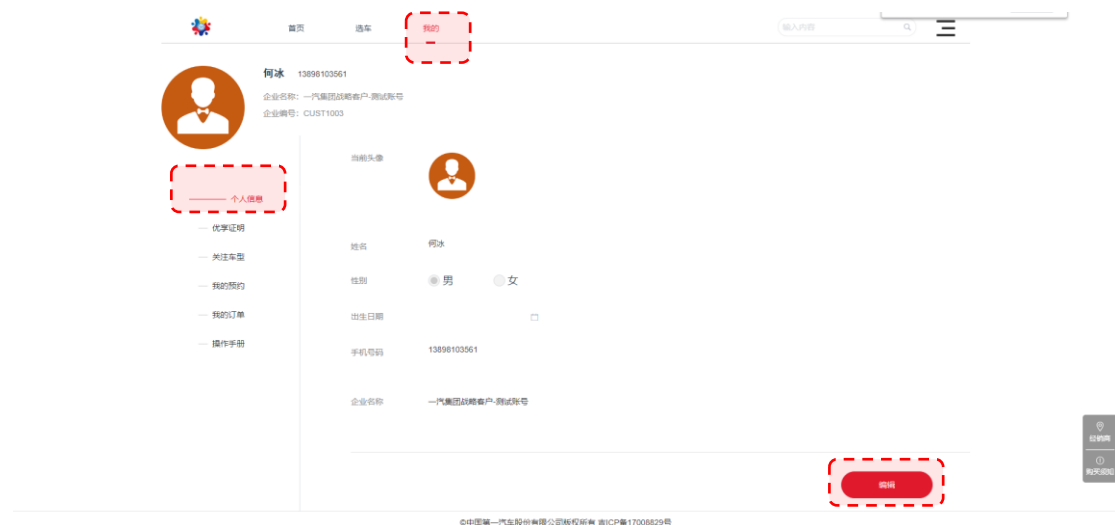 首页 选车 我的 输入内容
何冰 13898103561
企业名称：一汽集团战略客户-测试账号
企业编号：CUST1003
当前头像
个人信息
优享证明
关注车型
我的预约
我的订单
操作手册
姓名 何冰
性别 男 女
出生日期
手机号码 13898103561
企业名称 一汽集团战略客户-测试账号
经销商
购买须知
编辑
©中国第一汽车股份有限公司版权所有 吉ICP备17008829号